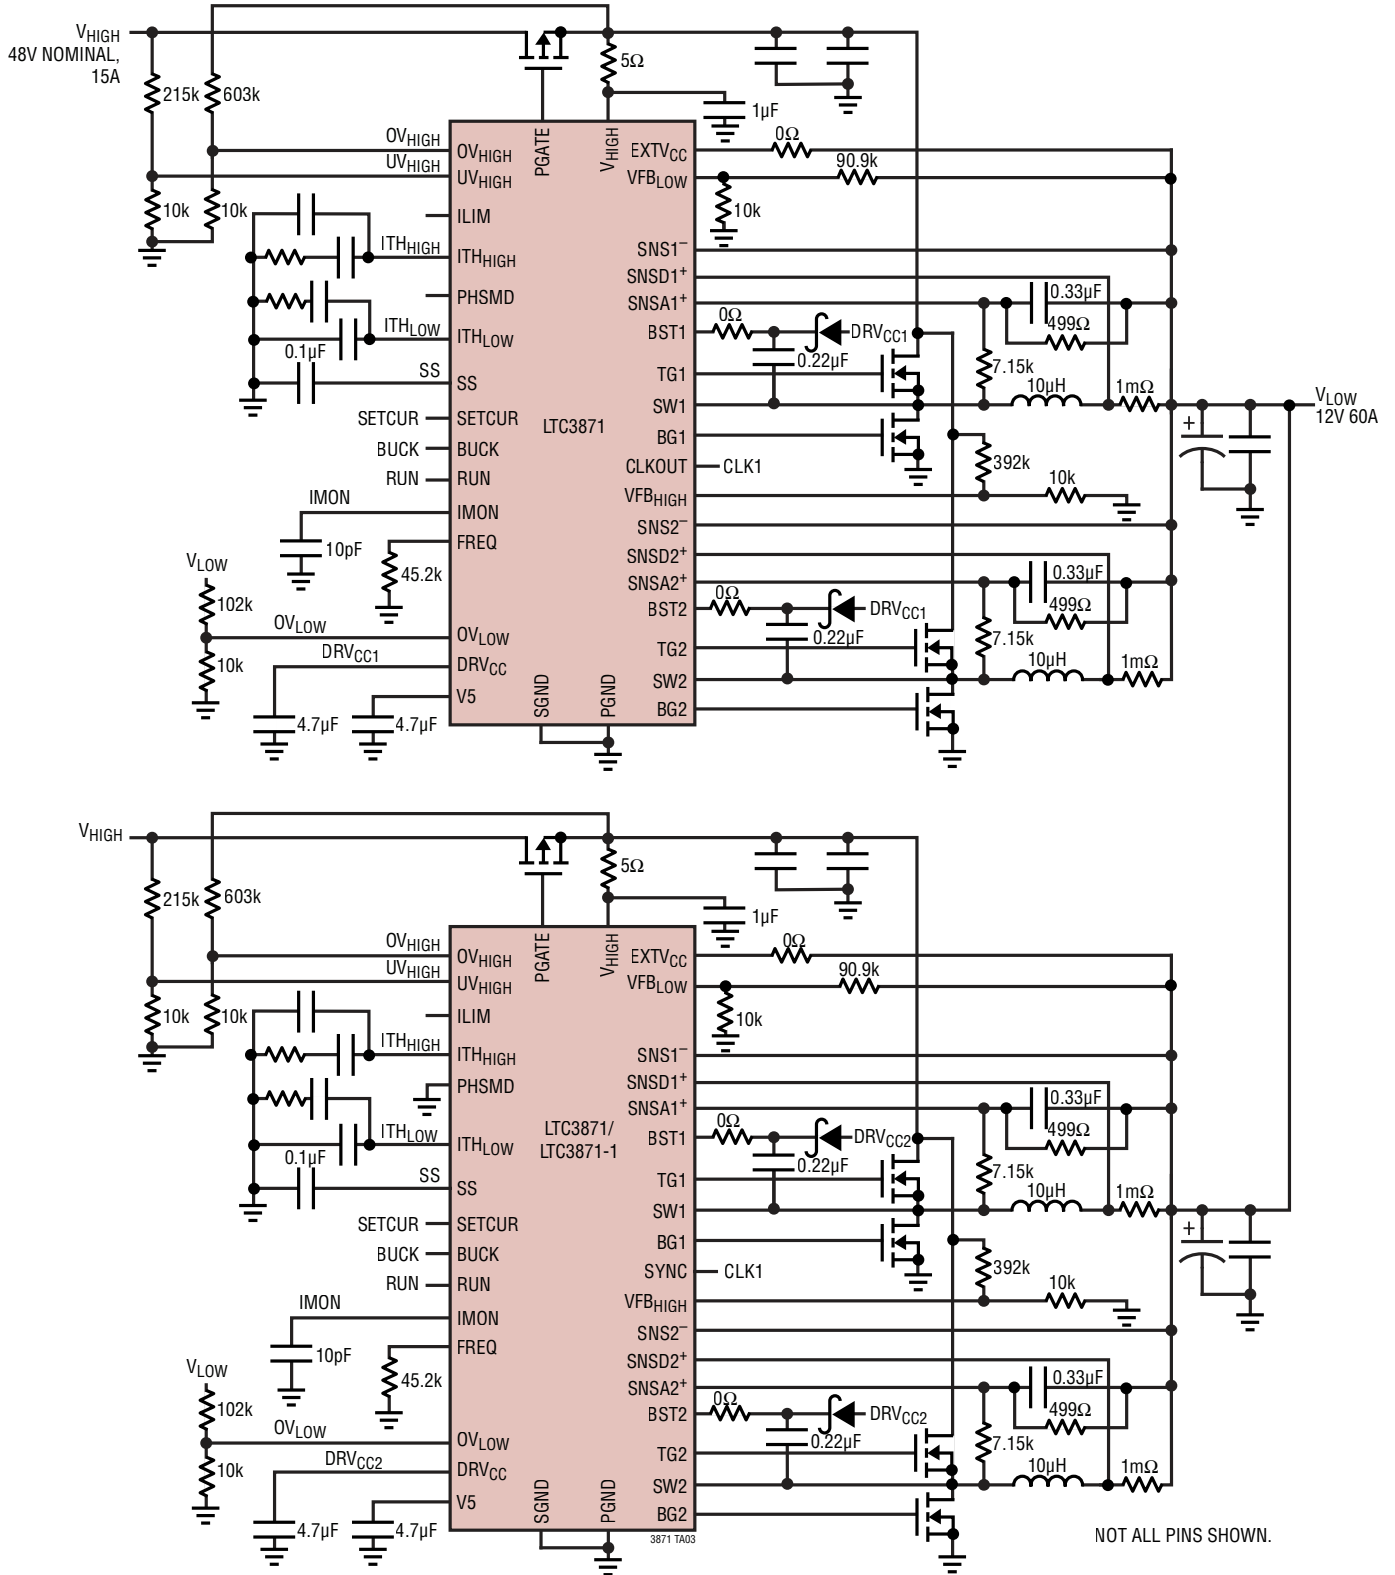 VHIGH
48V NOMINAL,
15A
215k
603k
5Ω
1µF
0Ω
90.9k
10k
OVHIGH
UVHIGH
10k
10k
ITHHIGH
ITHLOW
0.1µF
SS
SETCUR
BUCK
RUN
IMON
10pF
45.2k
VLOW
102k
OVLOW
10k
DRVCC1
4.7µF
4.7µF
OVHIGH
UVHIGH
ILIM
ITHHIGH
PHSMD
ITHLOW
SS
SETCUR
BUCK
RUN
IMON
FREQ
OVLOW
DRVCC
V5
PGATE
VHIGH
LTC3871
SGND
PGND
EXTVCC
VFBLOW
SNS1–
SNSD1+
SNSA1+
BST1
TG1
SW1
BG1
CLKOUT
VFBHIGH
SNS2–
SNSD2+
SNSA2+
BST2
TG2
SW2
BG2
0Ω
DRVCC1
0.22µF
0.33µF
499Ω
7.15k
10µH
1mΩ
CLK1
392k
10k
VLOW
12V 60A
+
0Ω
DRVCC1
0.22µF
0.33µF
499Ω
7.15k
10µH
1mΩ
VHIGH
215k
603k
5Ω
1µF
0Ω
90.9k
10k
OVHIGH
UVHIGH
10k
10k
ITHHIGH
ITHLOW
0.1µF
SS
SETCUR
BUCK
RUN
IMON
10pF
45.2k
VLOW
102k
OVLOW
10k
DRVCC2
4.7µF
4.7µF
OVHIGH
UVHIGH
ILIM
ITHHIGH
PHSMD
ITHLOW
SS
SETCUR
BUCK
RUN
IMON
FREQ
OVLOW
DRVCC
V5
PGATE
VHIGH
LTC3871/
LTC3871-1
SGND
PGND
EXTVCC
VFBLOW
SNS1–
SNSD1+
SNSA1+
BST1
TG1
SW1
BG1
SYNC
VFBHIGH
SNS2–
SNSD2+
SNSA2+
BST2
TG2
SW2
BG2
0Ω
DRVCC2
0.22µF
0.33µF
499Ω
7.15k
10µH
1mΩ
CLK1
392k
10k
+
0Ω
DRVCC2
0.22µF
0.33µF
499Ω
7.15k
10µH
1mΩ
3871 TA03
NOT ALL PINS SHOWN.